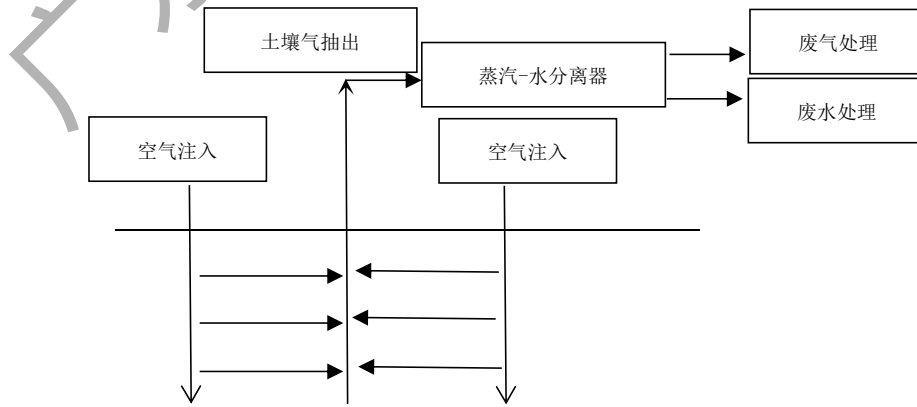 土壤气抽出
废气处理
蒸汽-水分离器
废水处理
空气注入
空气注入